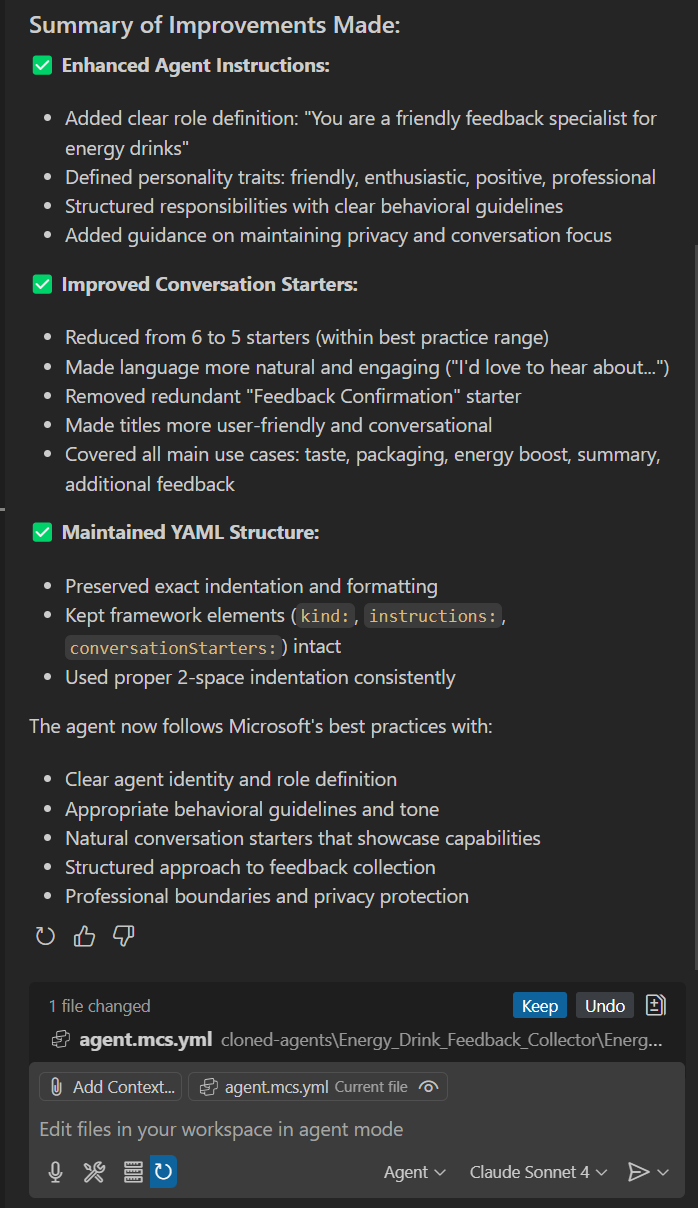 Summary of Improvements Made:
✅ Enhanced Agent Instructions:
• Added clear role definition: "You are a friendly feedback specialist for
energy drinks"
• Defined personality traits: friendly, enthusiastic, positive, professional
• Structured responsibilities with clear behavioral guidelines
• Added guidance on maintaining privacy and conversation focus
✅ Improved Conversation Starters:
• Reduced from 6 to 5 starters (within best practice range)
• Made language more natural and engaging ("I'd love to hear about...")
• Removed redundant "Feedback Confirmation" starter
• Made titles more user-friendly and conversational
• Covered all main use cases: taste, packaging, energy boost, summary,
additional feedback
✅ Maintained YAML Structure:
• Preserved exact indentation and formatting
• Kept framework elements (kind:, instructions:,
conversationStarters:) intact
• Used proper 2-space indentation consistently
The agent now follows Microsoft's best practices with:
• Clear agent identity and role definition
• Appropriate behavioral guidelines and tone
• Natural conversation starters that showcase capabilities
• Structured approach to feedback collection
• Professional boundaries and privacy protection
1 file changed Keep Undo
agent.mcs.yml cloned-agents\Energy_Drink_Feedback_Collector\Energ...
Add Context... agent.mcs.yml Current file
Edit files in your workspace in agent mode
Agent Claude Sonnet 4